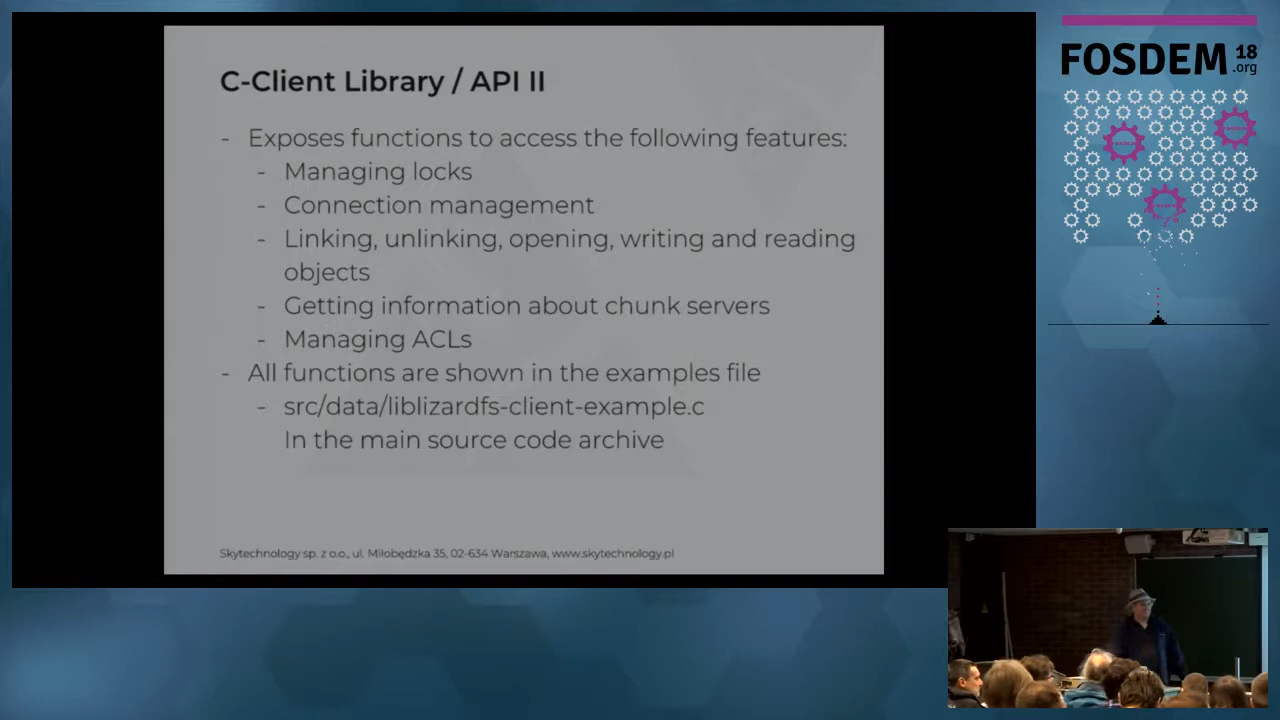 C-Client Library / API II
- Exposes functions to access the following features:
- Managing locks
- Connection management
- Linking, unlinking, opening, writing and reading
objects
- Getting information about chunk servers
- Managing ACLs
- All functions are shown in the examples file
- src/data/liblizardfs-client-example.c
In the main source code archive
Skytechnology sp. z o.o., ul. Miłobędzka 35, 02-634 Warszawa, www.skytechnology.pl
FOSDEM 18
.org